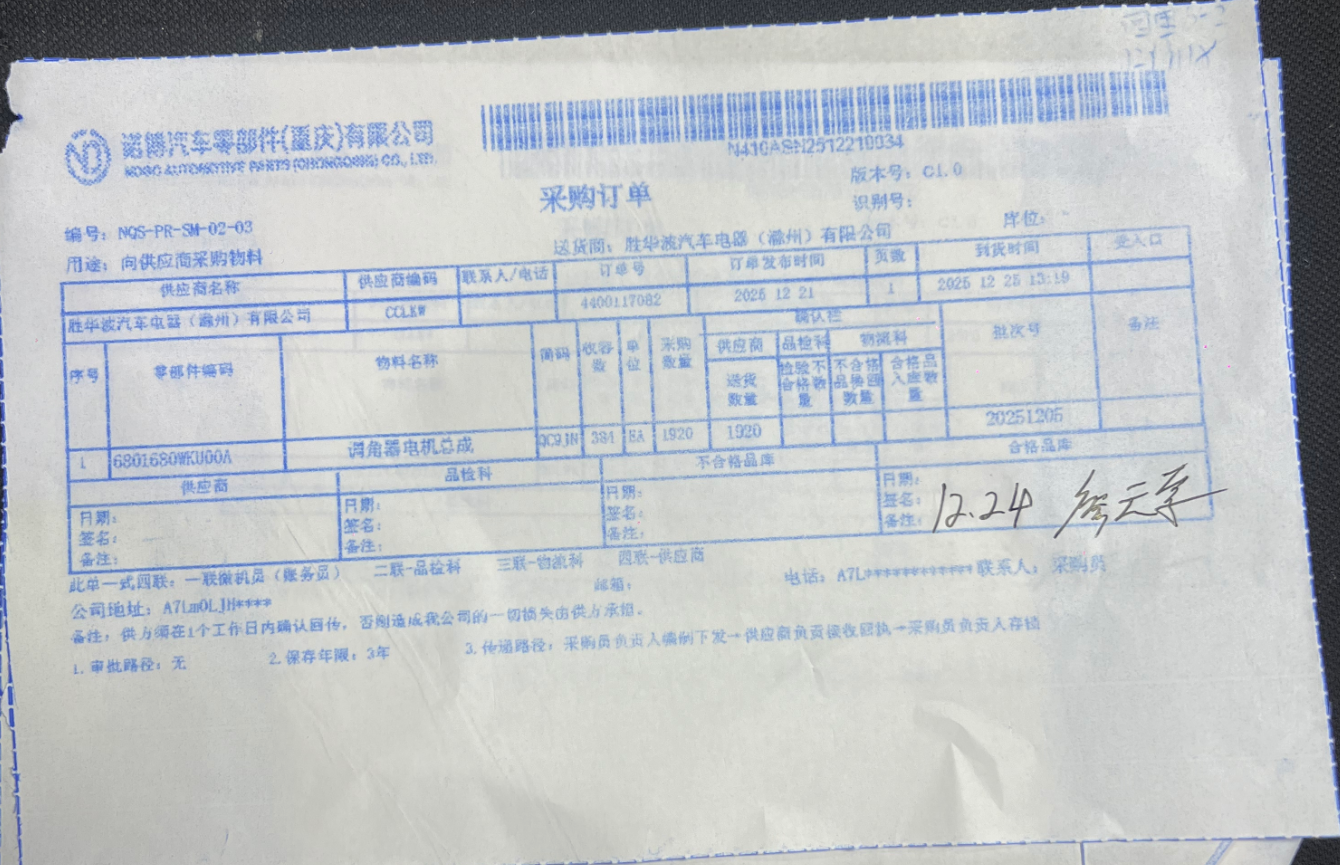 诺博汽车零部件(重庆)有限公司
NOBO AUTOMOTIVE PARTS (CHONGQING) CO., LTD.
N410ASN2512210034
采购订单
版本号：C1.0
识别号：
编号：NQS-PR-SM-02-03
送货商：胜华波汽车电器（滁州）有限公司
库位：
用途：向供应商采购物料
供应商名称 供应商编码 联系人/电话 订单号 订单发布时间 页数 到货时间 受入口
胜华波汽车电器（滁州）有限公司 CCLKW 4400117082 2025 12 21 1 2025 12 25 13:19
序号 零部件编码 物料名称 简码 收容数 单位 采购数量 确认栏 批次号 备注
供应商 品检科 物流科
送货数量 检验不合格数量 不合格品换回数量 合格品入库数量
1 6801680WKU00A 调角器电机总成 QC9JN 384 EA 1920 1920 20251205
供应商 品检科 不合格品库 合格品库
日期： 日期： 日期： 日期：
签名： 签名： 签名： 签名：
备注： 备注： 备注： 备注：
12.24
此单一式四联：一联微机员（账务员） 二联-品检科 三联-物流科 四联-供应商
公司地址：A7LmOLJH**** 邮箱： 电话：A7L************* 联系人：采购员
备注：供方须在1个工作日内确认回传，否则造成我公司的一切损失由供方承担。
1.审批路径：无 2.保存年限：3年 3.传递路径：采购员负责人编制下发→供应商负责接收回执→采购员负责人存档